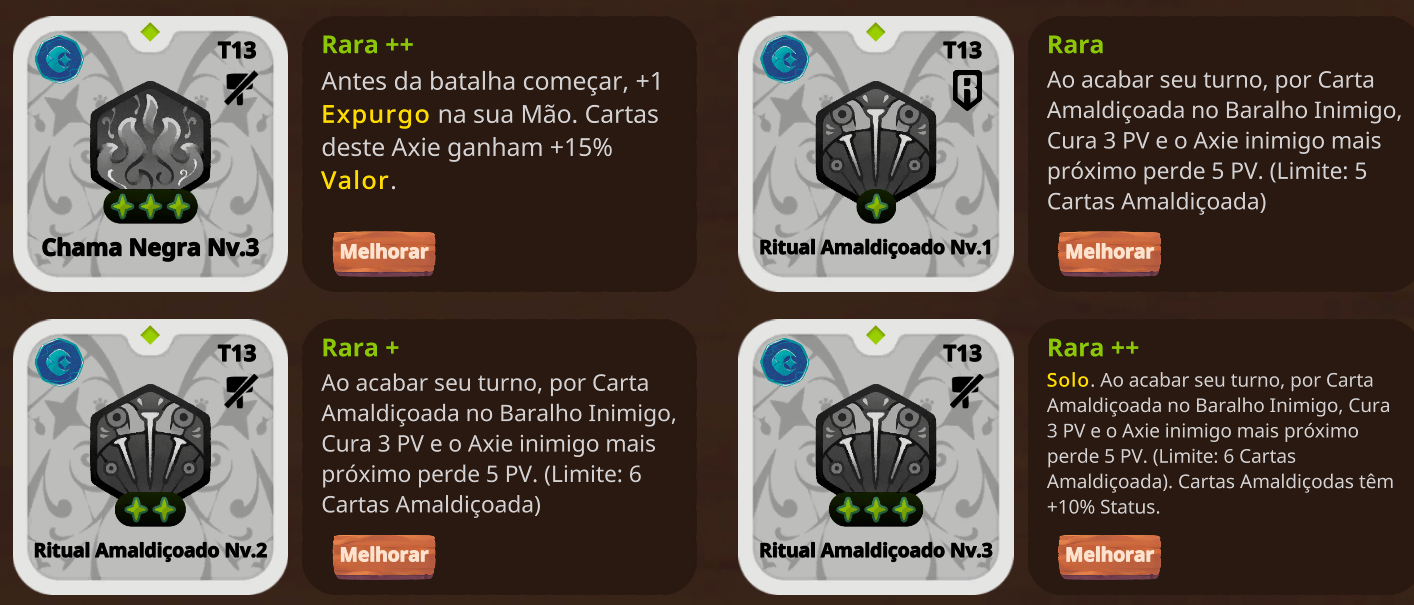 T13
Chama Negra Nv.3
Rara ++
Antes da batalha começar, +1
Expurgo na sua Mão. Cartas
deste Axie ganham +15%
Valor.
Melhorar
T13
R
Ritual Amaldiçoado Nv.1
Rara
Ao acabar seu turno, por Carta
Amaldiçoada no Baralho Inimigo,
Cura 3 PV e o Axie inimigo mais
próximo perde 5 PV. (Limite: 5
Cartas Amaldiçoada)
Melhorar
T13
Ritual Amaldiçoado Nv.2
Rara +
Ao acabar seu turno, por Carta
Amaldiçoada no Baralho Inimigo,
Cura 3 PV e o Axie inimigo mais
próximo perde 5 PV. (Limite: 6
Cartas Amaldiçoada)
Melhorar
T13
Ritual Amaldiçoado Nv.3
Rara ++
Solo. Ao acabar seu turno, por Carta
Amaldiçoada no Baralho Inimigo, Cura
3 PV e o Axie inimigo mais próximo
perde 5 PV. (Limite: 6 Cartas
Amaldiçoada). Cartas Amaldiçodas têm
+10% Status.
Melhorar